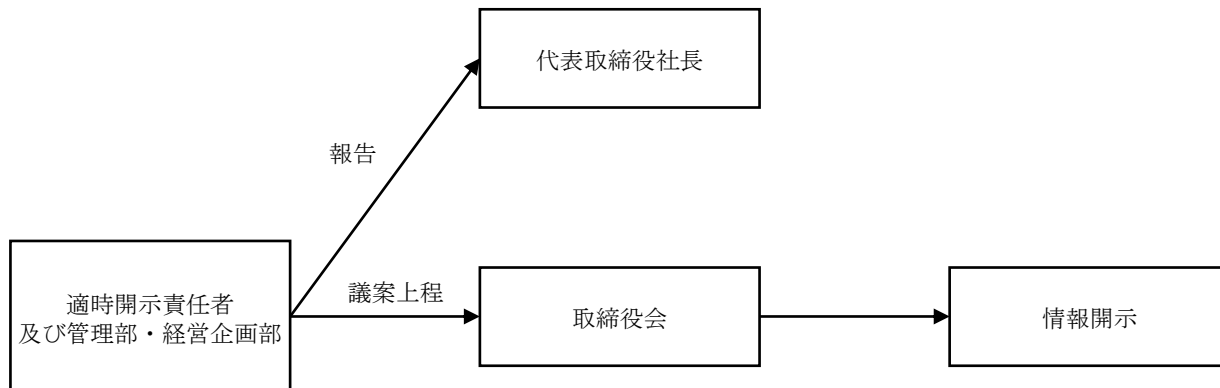 代表取締役社長
報告
適時開示責任者
及び管理部・経営企画部
議案上程
取締役会
情報開示